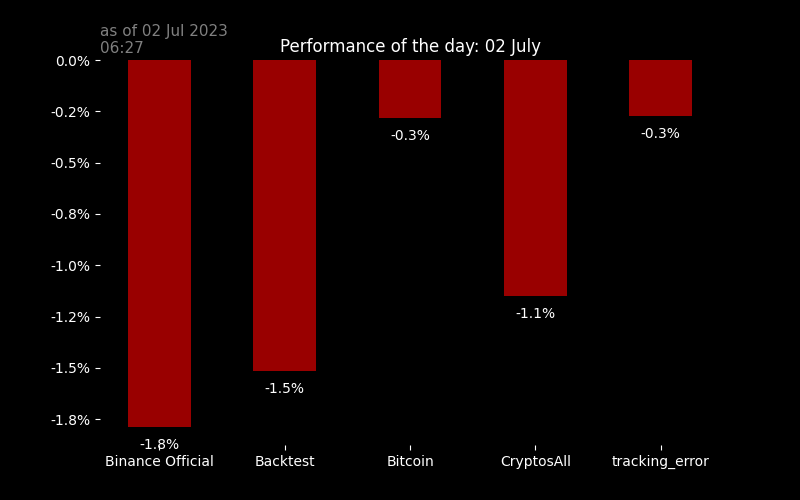 as of 02 Jul 2023
06:27
Performance of the day: 02 July
0.0%
-0.2%
-0.5%
-0.8%
-1.0%
-1.2%
-1.5%
-1.8%
-1.8%
-1.5%
-0.3%
-1.1%
-0.3%
Binance Official
Backtest
Bitcoin
CryptosAll
tracking_error